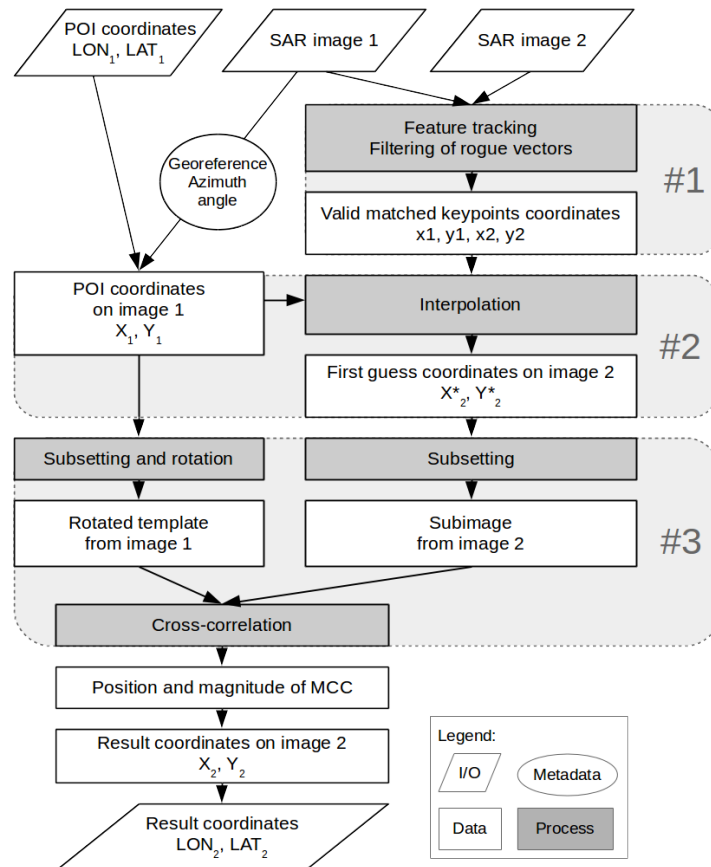 POI coordinates
LON₁, LAT₁
SAR image 1
SAR image 2
Feature tracking
Filtering of rogue vectors
#1
Georeference
Azimuth
angle
Valid matched keypoints coordinates
x1, y1, x2, y2
POI coordinates
on image 1
X₁, Y₁
Interpolation
#2
First guess coordinates on image 2
X*₂, Y*₂
Subsetting and rotation
Subsetting
Rotated template
from image 1
Subimage
from image 2
#3
Cross-correlation
Position and magnitude of MCC
Result coordinates on image 2
X₂, Y₂
Result coordinates
LON₂, LAT₂
Legend:
I/O
Metadata
Data
Process